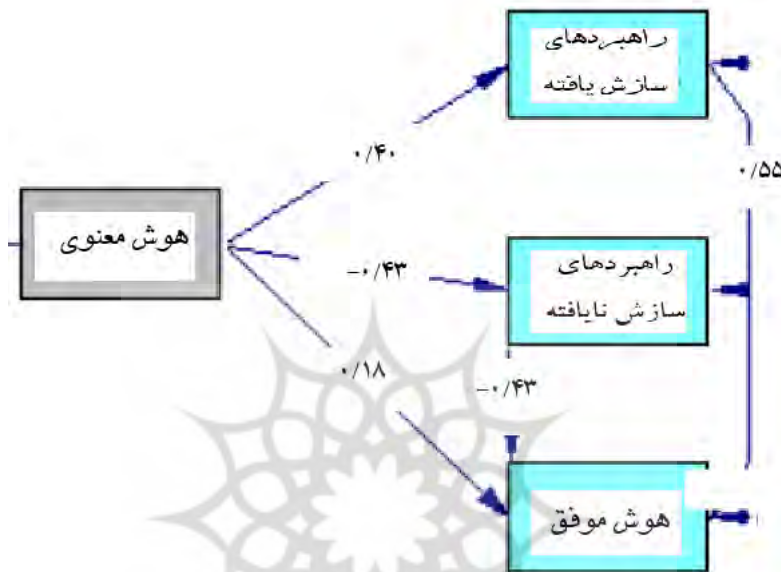 راهبردهای
سازش یافته
۰/۴۰
۰/۵۵
هوش معنوی
راهبردهای
سازش نایافته
-۰/۴۳
۰/۱۸
-۰/۴۳
هوش موفق